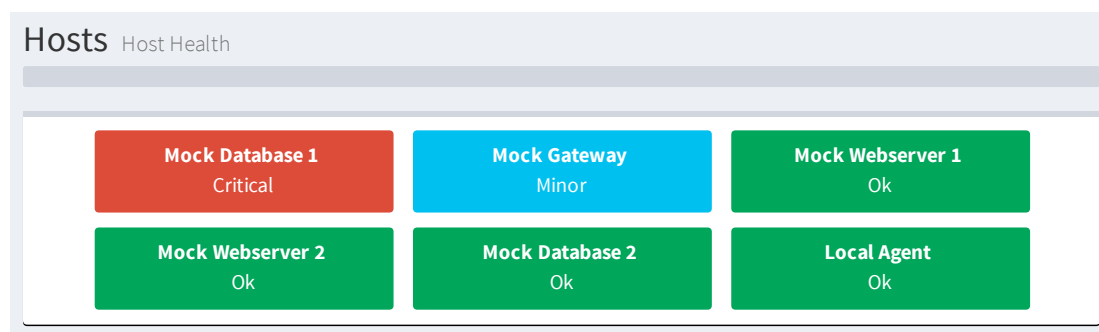 Hosts Host Health
Mock Database 1
Critical
Mock Gateway
Minor
Mock Webserver 1
Ok
Mock Webserver 2
Ok
Mock Database 2
Ok
Local Agent
Ok